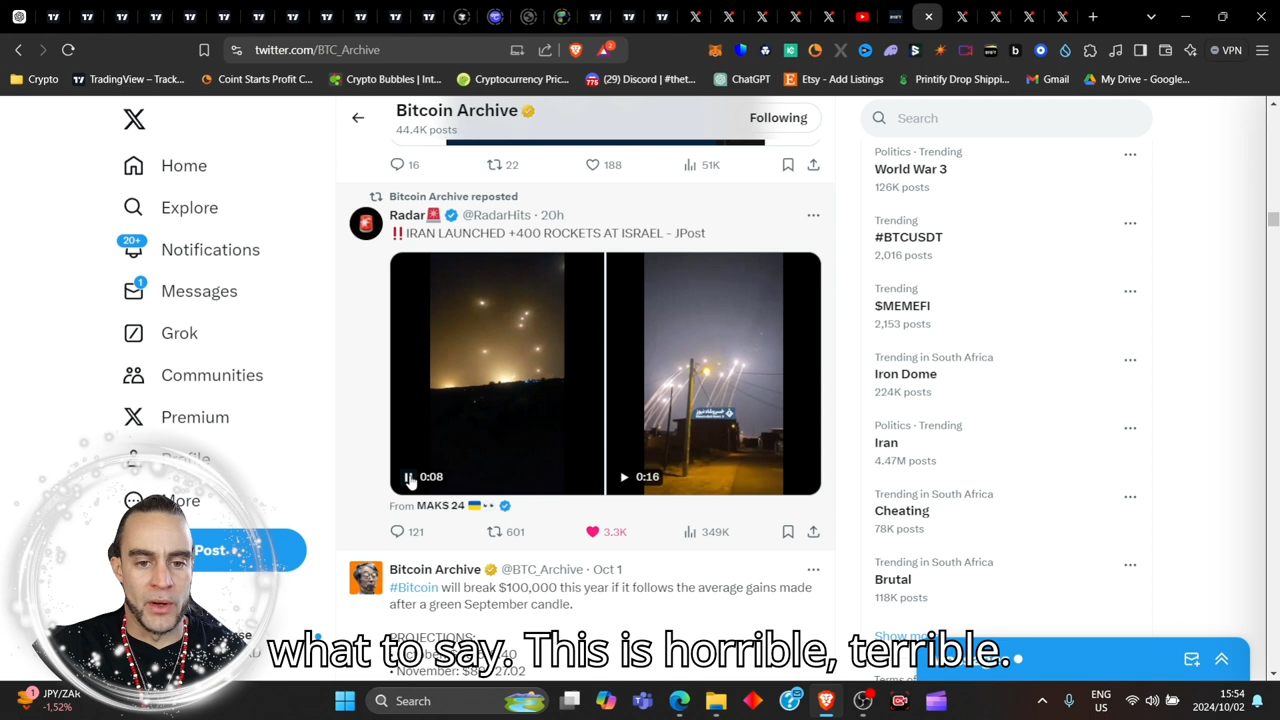 twitter.com/BTC_Archive
2
VPN
Crypto
TradingView – Track...
Coint Starts Profit C...
Crypto Bubbles | Int...
Cryptocurrency Pric...
(29) Discord | #thet...
ChatGPT
Etsy - Add Listings
Printify Drop Shippi...
Gmail
My Drive - Google...
Home
Explore
20+
Notifications
1
Messages
Grok
Communities
Premium
Profile
More
Post
Bitcoin Archive
44.4K posts
Following
16
22
188
51K
Bitcoin Archive reposted
Radar🚨 @RadarHits · 20h
‼️IRAN LAUNCHED +400 ROCKETS AT ISRAEL - JPost
0:08
0:16
From MAKS 24 🇺🇦👀
121
601
3.3K
349K
Bitcoin Archive @BTC_Archive · Oct 1
#Bitcoin will break $100,000 this year if it follows the average gains made
after a green September candle.
PROJECTIONS:
what to say. This is horrible, terrible.
Search
Politics · Trending
World War 3
126K posts
Trending
#BTCUSDT
2,016 posts
Trending
$MEMEFI
2,153 posts
Trending in South Africa
Iron Dome
224K posts
Politics · Trending
Iran
4.47M posts
Trending in South Africa
Cheating
78K posts
Trending in South Africa
Brutal
118K posts
1
JPY/ZAR
-1,52%
Search
ENG
US
15:54
2024/10/02